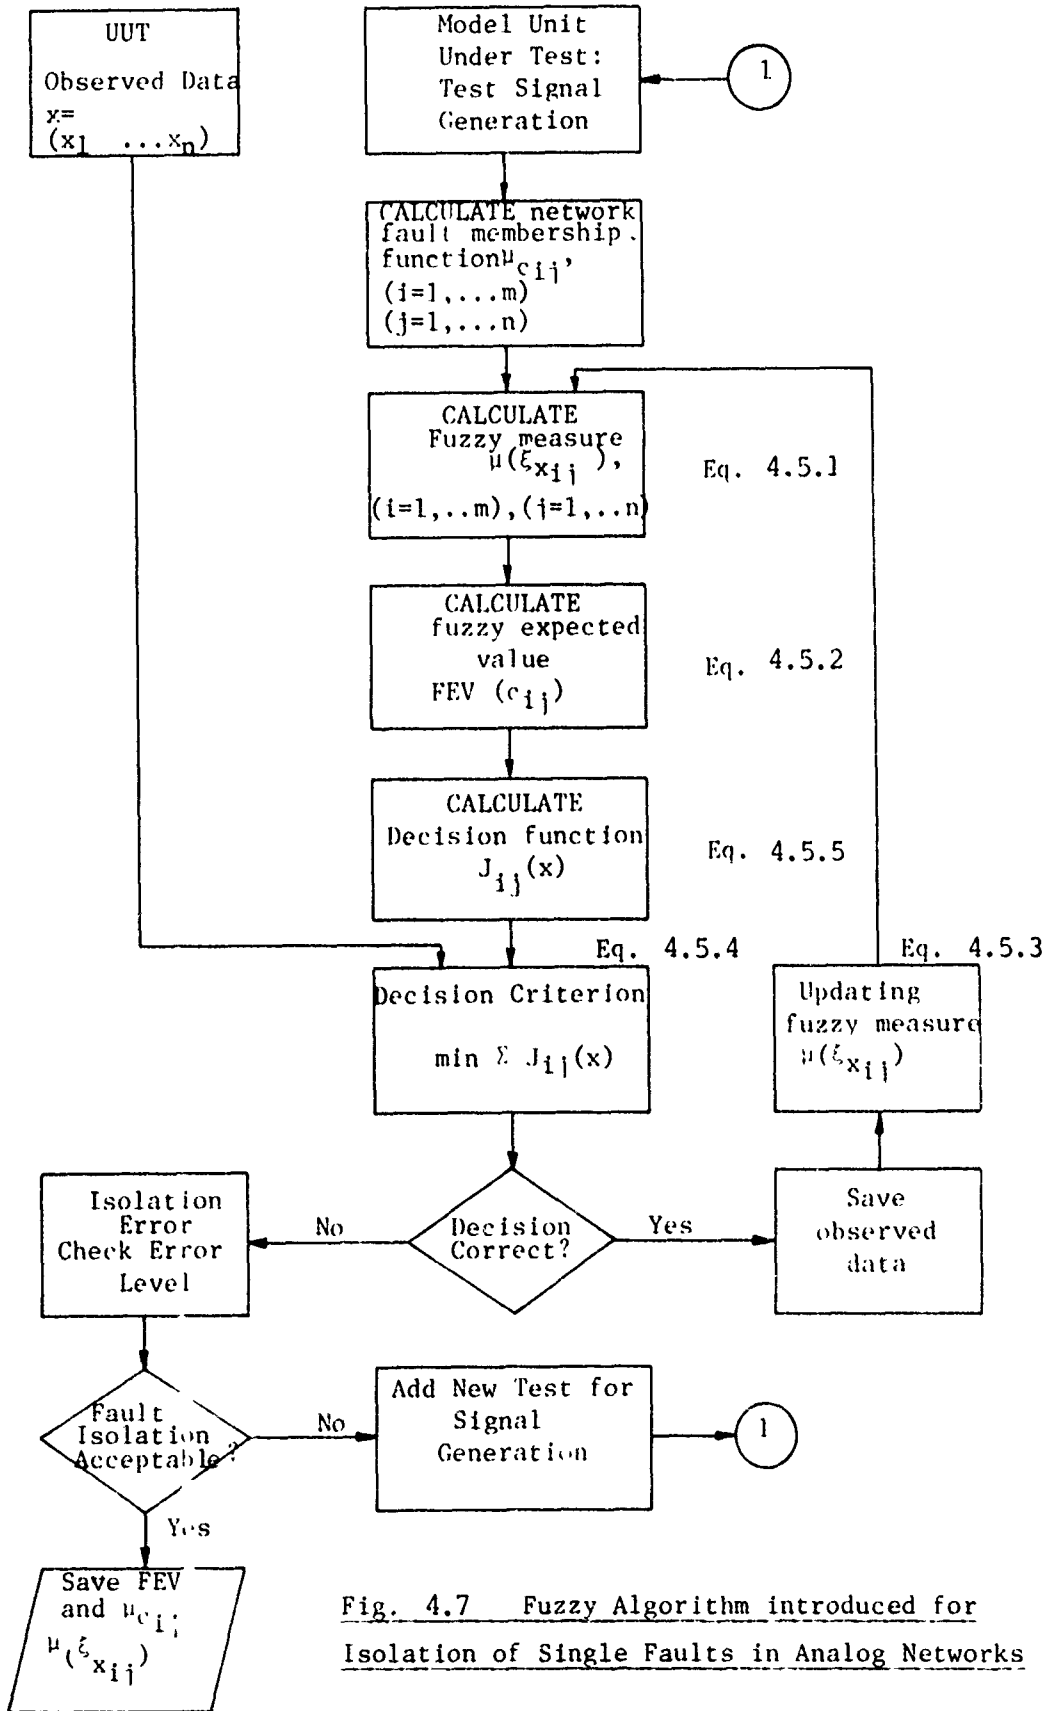 UUT
Observed Data
x=
(x1 ...xn)
Model Unit
Under Test:
Test Signal
Generation
1
CALCULATE network
fault membership.
functionμcij,
(i=1,...m)
(j=1,...n)
CALCULATE
Fuzzy measure
μ(ξxij),
(i=1,..m),(j=1,..n)
Eq. 4.5.1
CALCULATE
fuzzy expected
value
FEV (cij)
Eq. 4.5.2
CALCULATE
Decision function
Jij(x)
Eq. 4.5.5
Eq. 4.5.4
Eq. 4.5.3
Decision Criterion
min Σ Jij(x)
Updating
fuzzy measure
μ(ξxij)
Isolation
Error
Check Error
Level
No
Decision
Correct?
Yes
Save
observed
data
Fault
Isolation
Acceptable?
No
Add New Test for
Signal
Generation
1
Yes
Save FEV
and μcij
μ(ξxij)
Fig. 4.7 Fuzzy Algorithm introduced for
Isolation of Single Faults in Analog Networks